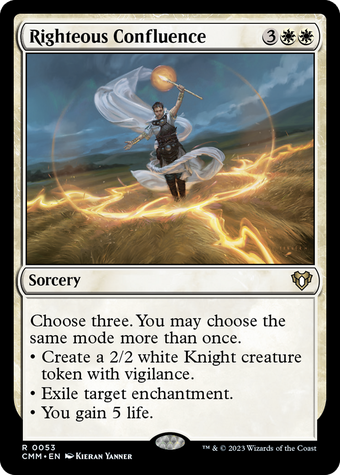 Righteous Confluence 3
Sorcery
Choose three. You may choose the
same mode more than once.
• Create a 2/2 white Knight creature
token with vigilance.
• Exile target enchantment.
• You gain 5 life.
R 0053
CMM • EN Kieran Yanner
™ & © 2023 Wizards of the Coast